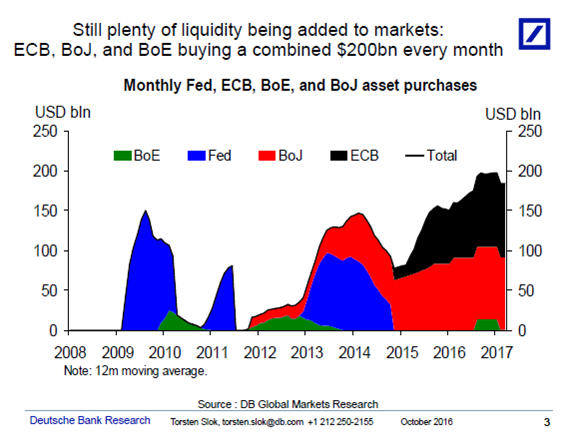 Still plenty of liquidity being added to markets:
ECB, BoJ, and BoE buying a combined $200bn every month
Monthly Fed, ECB, BoE, and BoJ asset purchases
USD bln
USD bln
BoE Fed BoJ ECB Total
250 250
200 200
150 150
100 100
50 50
0 0
2008 2009 2010 2011 2012 2013 2014 2015 2016 2017
Note: 12m moving average.
Source : DB Global Markets Research
Deutsche Bank Research Torsten Slok, torsten.slok@db.com +1 212 250-2155 October 2016 3